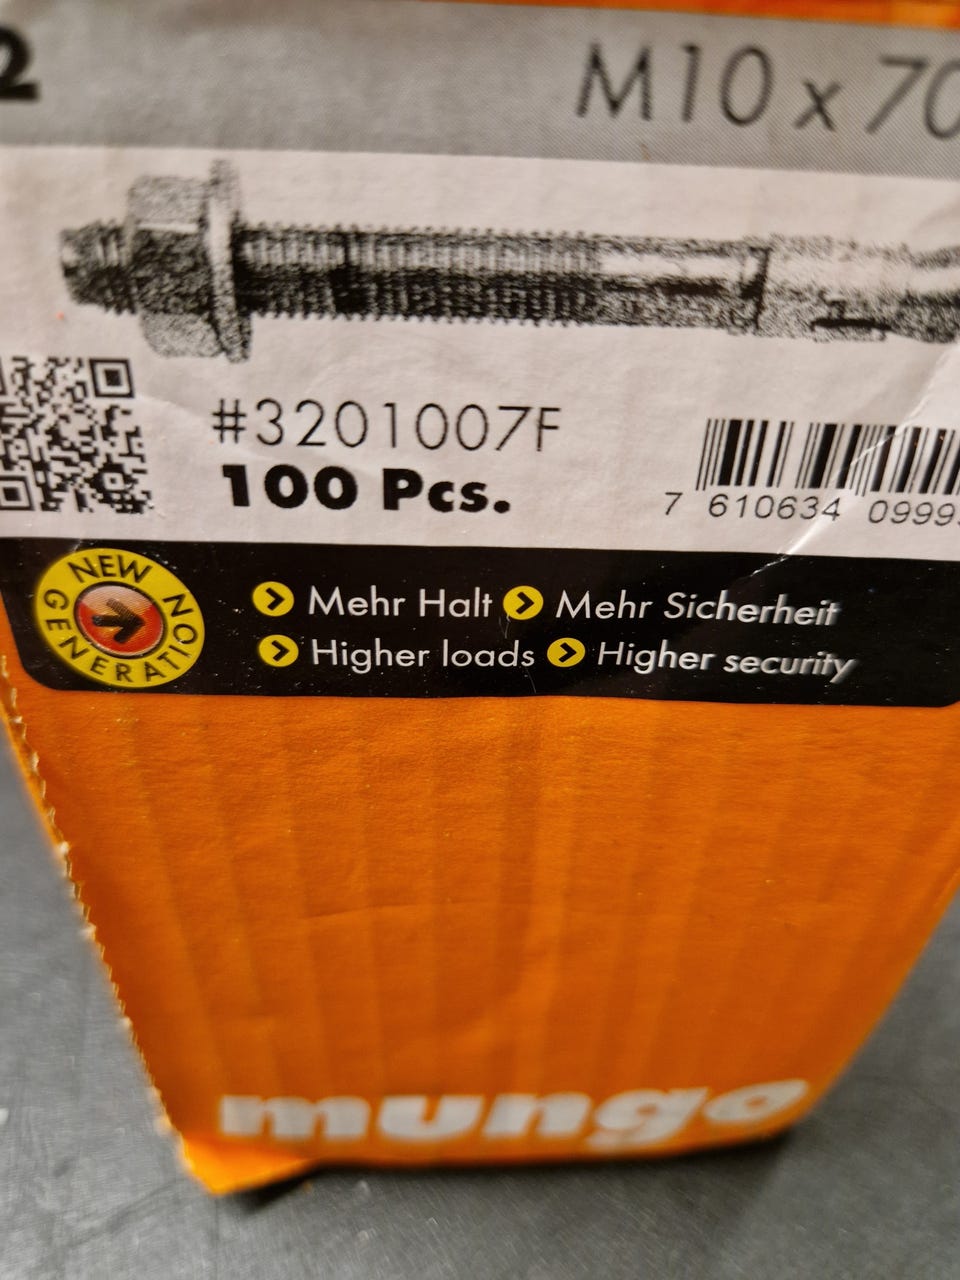 2
M10 x 70
#3201007F
100 Pcs.
7 610634 0999
NEW GENERATION
Mehr Halt Mehr Sicherheit
Higher loads Higher security
mungo